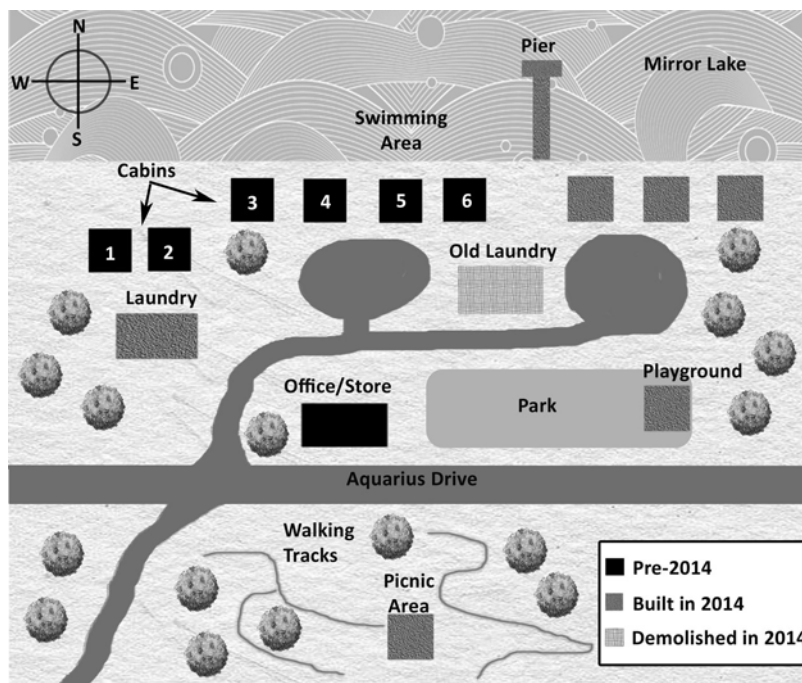 N
W E
S
Pier
Mirror Lake
Swimming
Area
Cabins
3 4 5 6
1 2
Old Laundry
Laundry
Office/Store
Playground
Park
Aquarius Drive
Walking
Tracks
Picnic
Area
Pre-2014
Built in 2014
Demolished in 2014